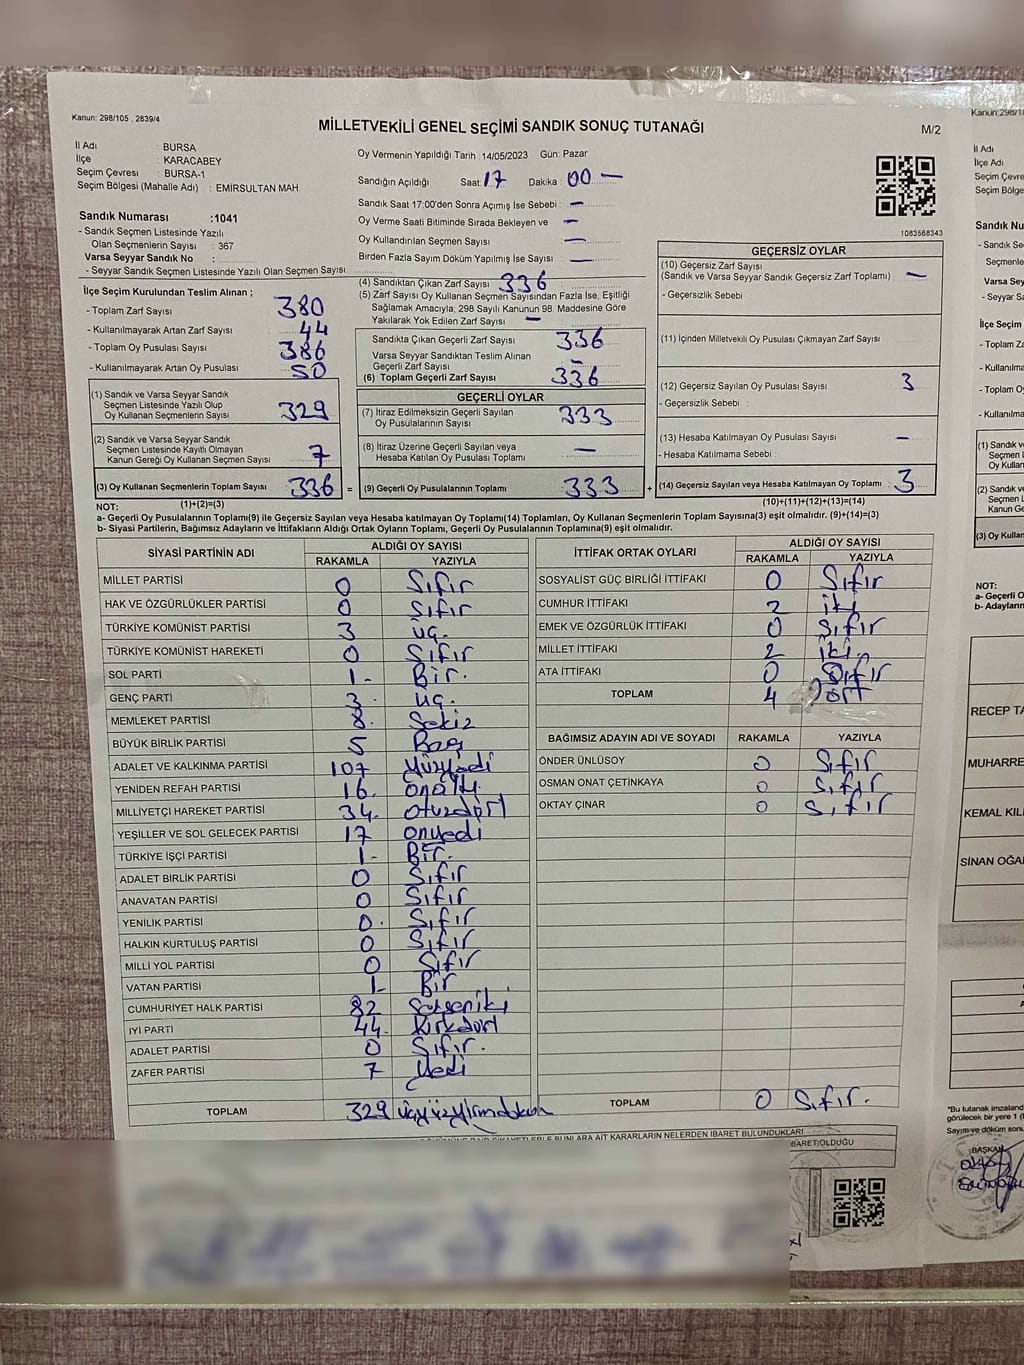 Kanun: 298/105 , 2839/4
MİLLETVEKİLİ GENEL SEÇİMİ SANDIK SONUÇ TUTANAĞI
M/2
İl Adı : BURSA
İlçe : KARACABEY
Seçim Çevresi : BURSA-1
Seçim Bölgesi (Mahalle Adı) : EMİRSULTAN MAH.
Oy Vermenin Yapıldığı Tarih : 14/05/2023 Gün: Pazar
Sandığın Açıldığı Saat: 17 Dakika: 00 —
Sandık Saat 17:00'den Sonra Açımış İse Sebebi : —
Oy Verme Saati Bitiminde Sırada Bekleyen ve —
Oy Kullandırılan Seçmen Sayısı —
Birden Fazla Sayım Döküm Yapılmış İse Sayısı —
1083568343
Sandık Numarası : 1041
- Sandık Seçmen Listesinde Yazılı
Olan Seçmenlerin Sayısı : 367
Varsa Seyyar Sandık No :
- Seyyar Sandık Seçmen Listesinde Yazılı Olan Seçmen Sayısı.
İlçe Seçim Kurulundan Teslim Alınan ;
- Toplam Zarf Sayısı 380
- Kullanılmayarak Artan Zarf Sayısı 44
- Toplam Oy Pusulası Sayısı 386
- Kullanılmayarak Artan Oy Pusulası 50
(1) Sandık ve Varsa Seyyar Sandık
Seçmen Listesinde Yazılı Olup
Oy Kullanan Seçmenlerin Sayısı 329
(2) Sandık ve Varsa Seyyar Sandık
Seçmen Listesinde Kayıtlı Olmayan
Kanun Gereği Oy Kullanan Seçmen Sayısı 7
(3) Oy Kullanan Seçmenlerin Toplam Sayısı 336 =
(4) Sandıktan Çıkan Zarf Sayısı 336
(5) Zarf Sayısı Oy Kullanan Seçmen Sayısından Fazla İse, Eşitliği
Sağlamak Amacıyla; 298 Sayılı Kanunun 98. Maddesine Göre
Yakılarak Yok Edilen Zarf Sayısı —
Sandıkta Çıkan Geçerli Zarf Sayısı 336
Varsa Seyyar Sandıktan Teslim Alınan
Geçerli Zarf Sayısı —
(6) Toplam Geçerli Zarf Sayısı 336
GEÇERLİ OYLAR
(7) İtiraz Edilmeksizin Geçerli Sayılan
Oy Pusulalarının Sayısı 333
(8) İtiraz Üzerine Geçerli Sayılan veya
Hesaba Katılan Oy Pusulası Toplamı —
(9) Geçerli Oy Pusulalarının Toplamı 333 +
GEÇERSİZ OYLAR
(10) Geçersiz Zarf Sayısı
(Sandık ve Varsa Seyyar Sandık Geçersiz Zarf Toplamı) —
- Geçersizlik Sebebi
(11) İçinden Milletvekili Oy Pusulası Çıkmayan Zarf Sayısı
(12) Geçersiz Sayılan Oy Pusulası Sayısı 3
- Geçersizlik Sebebi :
(13) Hesaba Katılmayan Oy Pusulası Sayısı —
- Hesaba Katılmama Sebebi
(14) Geçersiz Sayılan veya Hesaba Katılmayan Oy Toplamı 3
NOT: (1)+(2)=(3) (10)+(11)+(12)+(13)=(14)
a- Geçerli Oy Pusulalarının Toplamı(9) ile Geçersiz Sayılan veya Hesaba katılmayan Oy Toplamı(14) Toplamları, Oy Kullanan Seçmenlerin Toplam Sayısına(3) eşit olmalıdır. (9)+(14)=(3)
b- Siyasi Partilerin, Bağımsız Adayların ve İttifakların Aldığı Ortak Oyların Toplamı, Geçerli Oy Pusulalarının Toplamına(9) eşit olmalıdır.
SİYASİ PARTİNİN ADI ALDIĞI OY SAYISI
RAKAMLA YAZIYLA
MİLLET PARTİSİ 0 Sıfır
HAK VE ÖZGÜRLÜKLER PARTİSİ 0 Sıfır
TÜRKİYE KOMÜNİST PARTİSİ 3 üç.
TÜRKİYE KOMÜNİST HAREKETİ 0 Sıfır
SOL PARTİ 1 - Bir.
GENÇ PARTİ 3 üç.
MEMLEKET PARTİSİ 8 Sekiz
BÜYÜK BİRLİK PARTİSİ 5 Beş
ADALET VE KALKINMA PARTİSİ 107 Yüzyedi
YENİDEN REFAH PARTİSİ 16 onaltı
MİLLİYETÇİ HAREKET PARTİSİ 34 otuzdört
YEŞİLLER VE SOL GELECEK PARTİSİ 17 onyedi
TÜRKİYE İŞÇİ PARTİSİ 1 - Bir.
ADALET BİRLİK PARTİSİ 0 Sıfır
ANAVATAN PARTİSİ 0 Sıfır
YENİLİK PARTİSİ 0 Sıfır
HALKIN KURTULUŞ PARTİSİ 0 Sıfır
MİLLİ YOL PARTİSİ 0 Sıfır
VATAN PARTİSİ 1 Bir
CUMHURİYET HALK PARTİSİ 82 Sekseniki
İYİ PARTİ 44 Kırkdört
ADALET PARTİSİ 0 Sıfır.
ZAFER PARTİSİ 7 Yedi
TOPLAM 329
İTTİFAK ORTAK OYLARI ALDIĞI OY SAYISI
RAKAMLA YAZIYLA
SOSYALİST GÜÇ BİRLİĞİ İTTİFAKI 0 Sıfır
CUMHUR İTTİFAKI 2 iki
EMEK VE ÖZGÜRLÜK İTTİFAKI 0 Sıfır
MİLLET İTTİFAKI 2 iki.
ATA İTTİFAKI 0 Sıfır
TOPLAM 4 Dört
BAĞIMSIZ ADAYIN ADI VE SOYADI RAKAMLA YAZIYLA
ÖNDER ÜNLÜSOY 0 Sıfır
OSMAN ONAT ÇETİNKAYA 0 Sıfır
OKTAY ÇINAR 0 Sıfır
TOPLAM 0 Sıfır.
BUNLARA AİT KARARLARIN NELERDEN İBARET BULUNDUKLARI
BARET OLDUĞU
Kanun:298/1
İl Adı
İlçe Adı
Seçim Çevre
Seçim Bölge
Sandık Nu
- Sandık Se
Seçmenle
Varsa Sey
- Seyyar Sa
İlçe Seçim
- Toplam Za
- Kullanılma
- Toplam O
- Kullanılma
(1) Sandık v
Seçmen L
Oy Kullan
(2) Sandık ve
Seçmen L
Kanun Ge
(3) Oy Kullan
NOT:
a- Geçerli O
b- Adayların
RECEP TA
MUHARRE
KEMAL KILI
SİNAN OĞA
*Bu tutanak imzaland
görülecek bir yere 1 (
Sayım ve döküm sonu
BAŞKAN